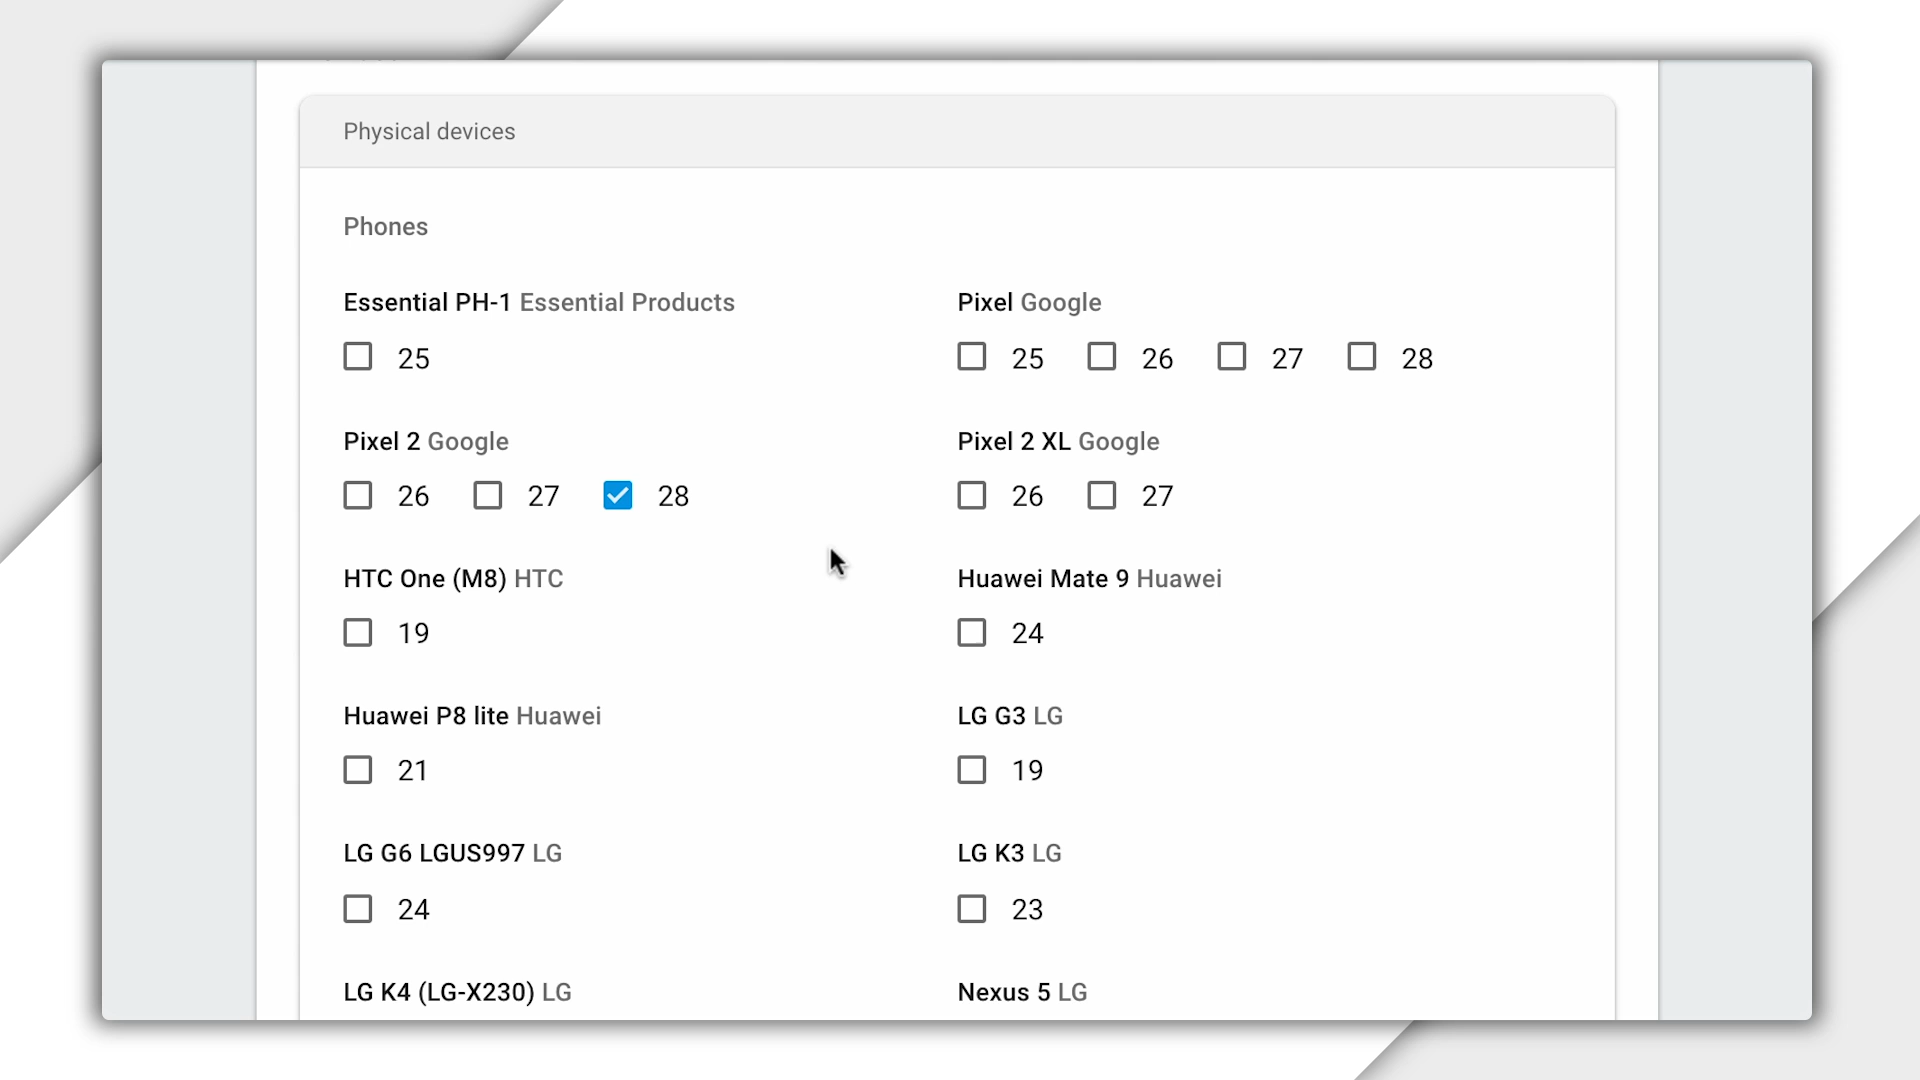 Physical devices
Phones
Essential PH-1 Essential Products
25
Pixel Google
25 26 27 28
Pixel 2 Google
26 27 28
Pixel 2 XL Google
26 27
HTC One (M8) HTC
19
Huawei Mate 9 Huawei
24
Huawei P8 lite Huawei
21
LG G3 LG
19
LG G6 LGUS997 LG
24
LG K3 LG
23
LG K4 (LG-X230) LG
Nexus 5 LG